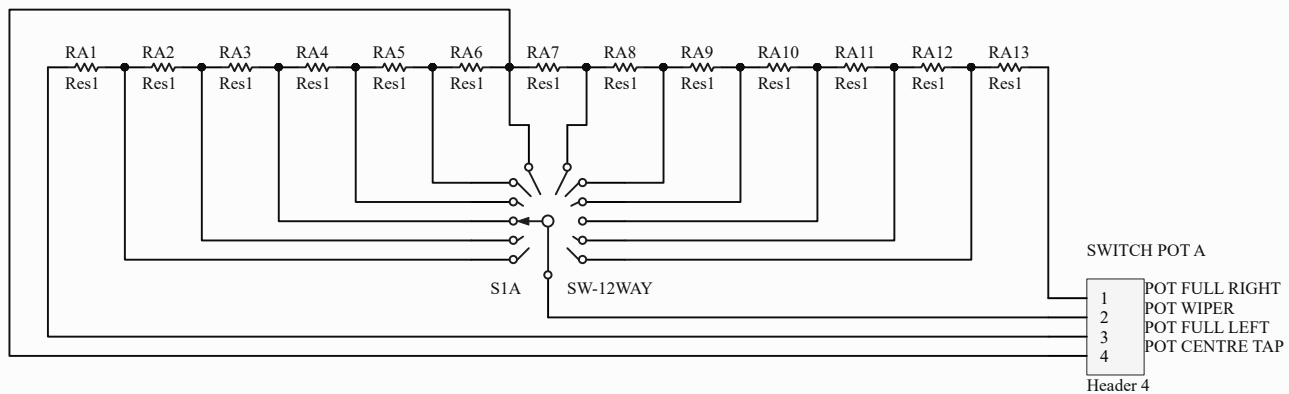 RA1 RA2 RA3 RA4 RA5 RA6 RA7 RA8 RA9 RA10 RA11 RA12 RA13
Res1 Res1 Res1 Res1 Res1 Res1 Res1 Res1 Res1 Res1 Res1 Res1 Res1
SWITCH POT A
S1A SW-12WAY
1 POT FULL RIGHT
2 POT WIPER
3 POT FULL LEFT
4 POT CENTRE TAP
Header 4